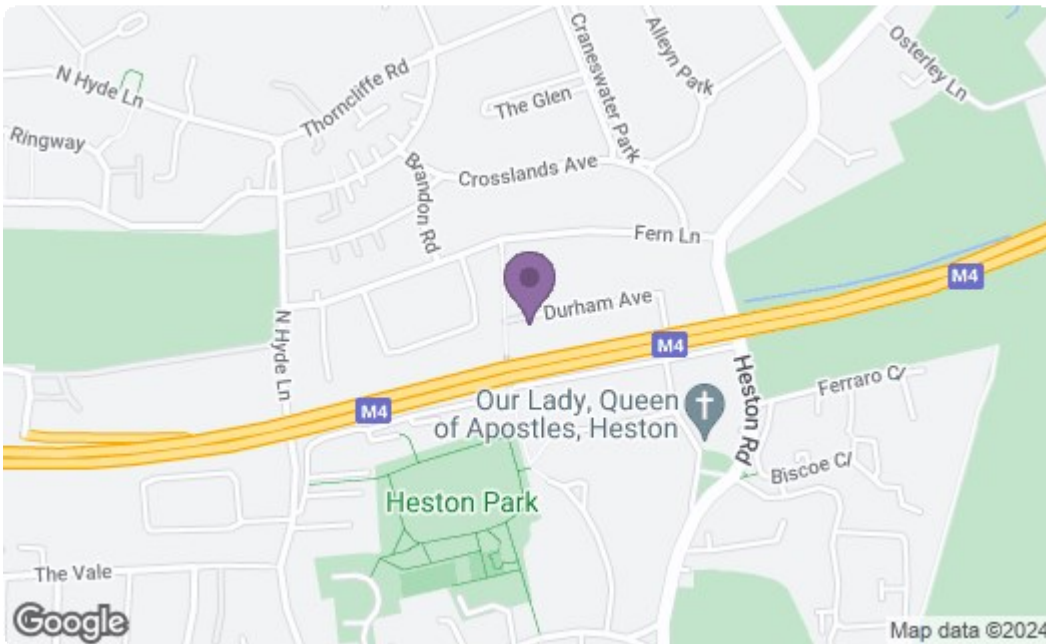 N Hyde Ln
Ringway
Thorncliffe Rd
The Glen
Craneswater Park
Alleyn Park
Osterley Ln
Brandon Rd
Crosslands Ave
Fern Ln
N Hyde Ln
Durham Ave
M4
M4
M4
Our Lady, Queen
of Apostles, Heston
Heston Rd
Ferraro Cl
Biscoe Cl
Heston Park
The Vale
Google
Map data ©2024